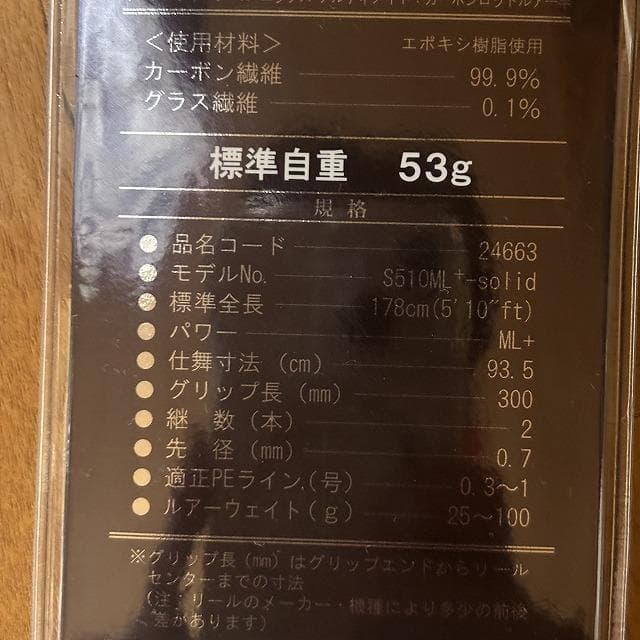 ＜使用材料＞ エポキシ樹脂使用
カーボン繊維 99.9%
グラス繊維 0.1%
標準自重 53g
規格
● 品名コード 24663
● モデルNo. S510ML⁺-solid
● 標準全長 178cm(5'10"ft)
● パワー ML+
● 仕舞寸法 (cm) 93.5
● グリップ長 (mm) 300
● 継 数 (本) 2
● 先 径 (mm) 0.7
● 適正PEライン.(号) 0.3〜1
● ルアーウェイト(g) 25〜100
※グリップ長(mm)はグリップエンドからリール
センターまでの寸法
(注：リールのメーカー・機種により多少の前後
差があります)